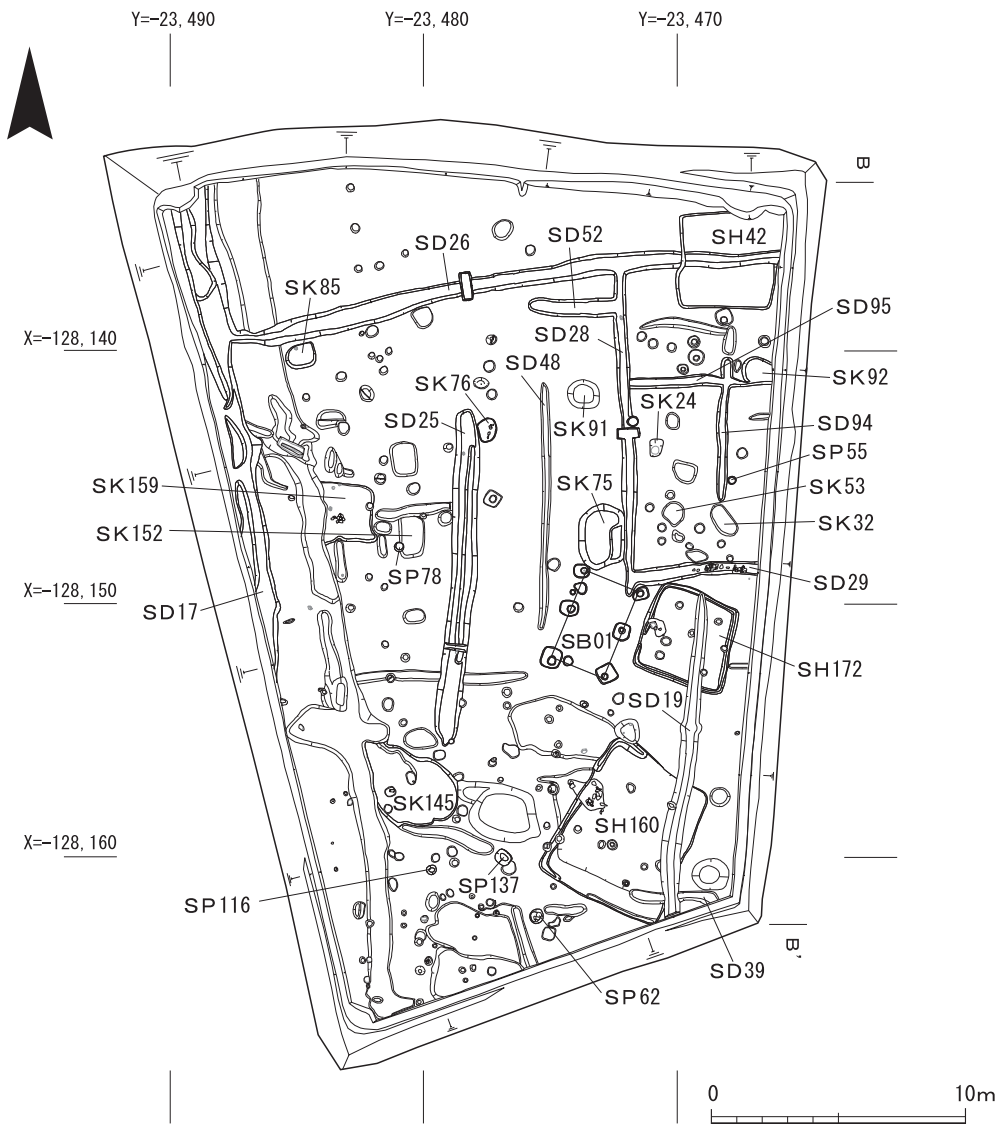 Y=-23,490
Y=-23,480
Y=-23,470
B
SH42
SD52
SD26
SK85
SD95
X=-128,140
SD28
SD48
SK76
SK92
SK24
SD25
SK91
SD94
SP55
SK75
SK159
SK53
SK32
SK152
SP78
SD29
X=-128,150
SD17
SB01
SH172
SD19
SK145
SH160
X=-128,160
SP137
SP116
B'
SD39
SP62
0
10m